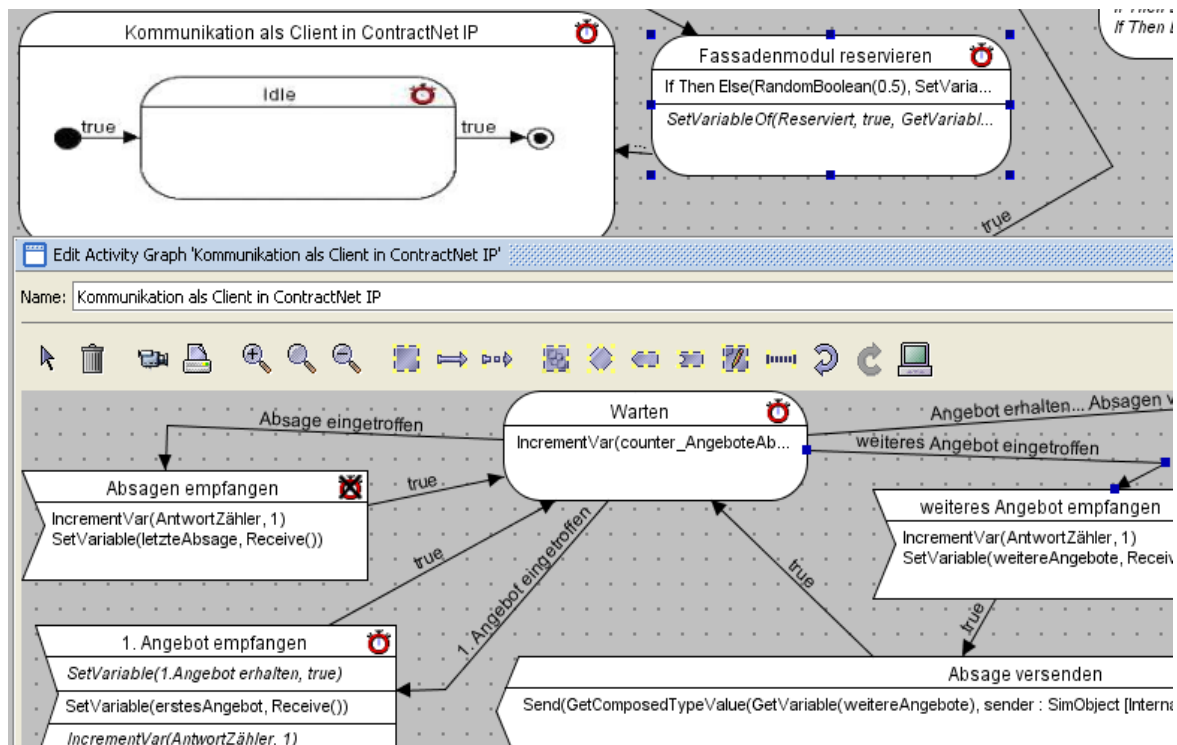 Kommunikation als Client in ContractNet IP
Idle
true
true
Fassadenmodul reservieren
If Then Else(RandomBoolean(0.5), SetVaria...
SetVariableOf(Reserviert, true, GetVariabl...
...
If Then
true
Edit Activity Graph 'Kommunikation als Client in ContractNet IP'
Name: Kommunikation als Client in ContractNet IP
Absage eingetroffen
Warten
IncrementVar(counter_AngeboteAb...
Angebot erhalten... Absagen
weiteres Angebot eingetroffen
Absagen empfangen
IncrementVar(AntwortZähler, 1)
SetVariable(letzteAbsage, Receive())
true
true
1. Angebot eingetroffen
true
weiteres Angebot empfangen
IncrementVar(AntwortZähler, 1)
SetVariable(weitereAngebote, Receiv
true
1. Angebot empfangen
SetVariable(1.Angebot erhalten, true)
SetVariable(erstesAngebot, Receive())
IncrementVar(AntwortZähler, 1)
Absage versenden
Send(GetComposedTypeValue(GetVariable(weitereAngebote), sender : SimObject [Interna